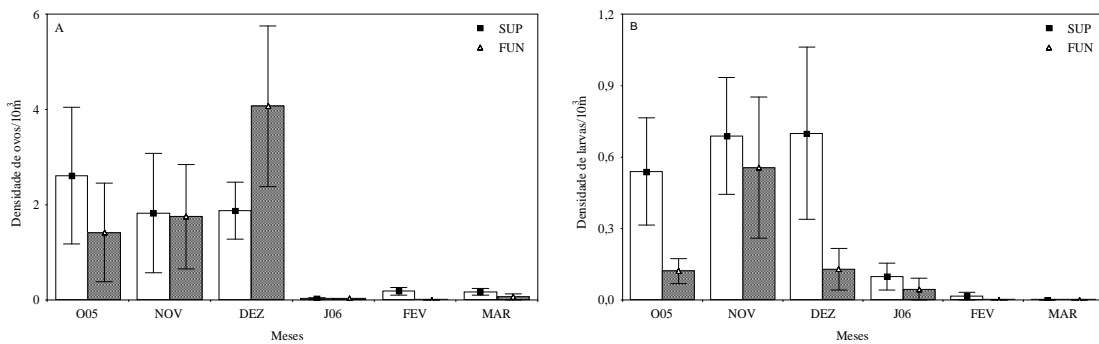 A
SUP
FUN
Densidade de ovos/10m³
6
4
2
0
O05 NOV DEZ J06 FEV MAR
Meses
B
SUP
FUN
Densidade de larvas/10m³
1,2
0,9
0,6
0,3
0,0
O05 NOV DEZ J06 FEV MAR
Meses